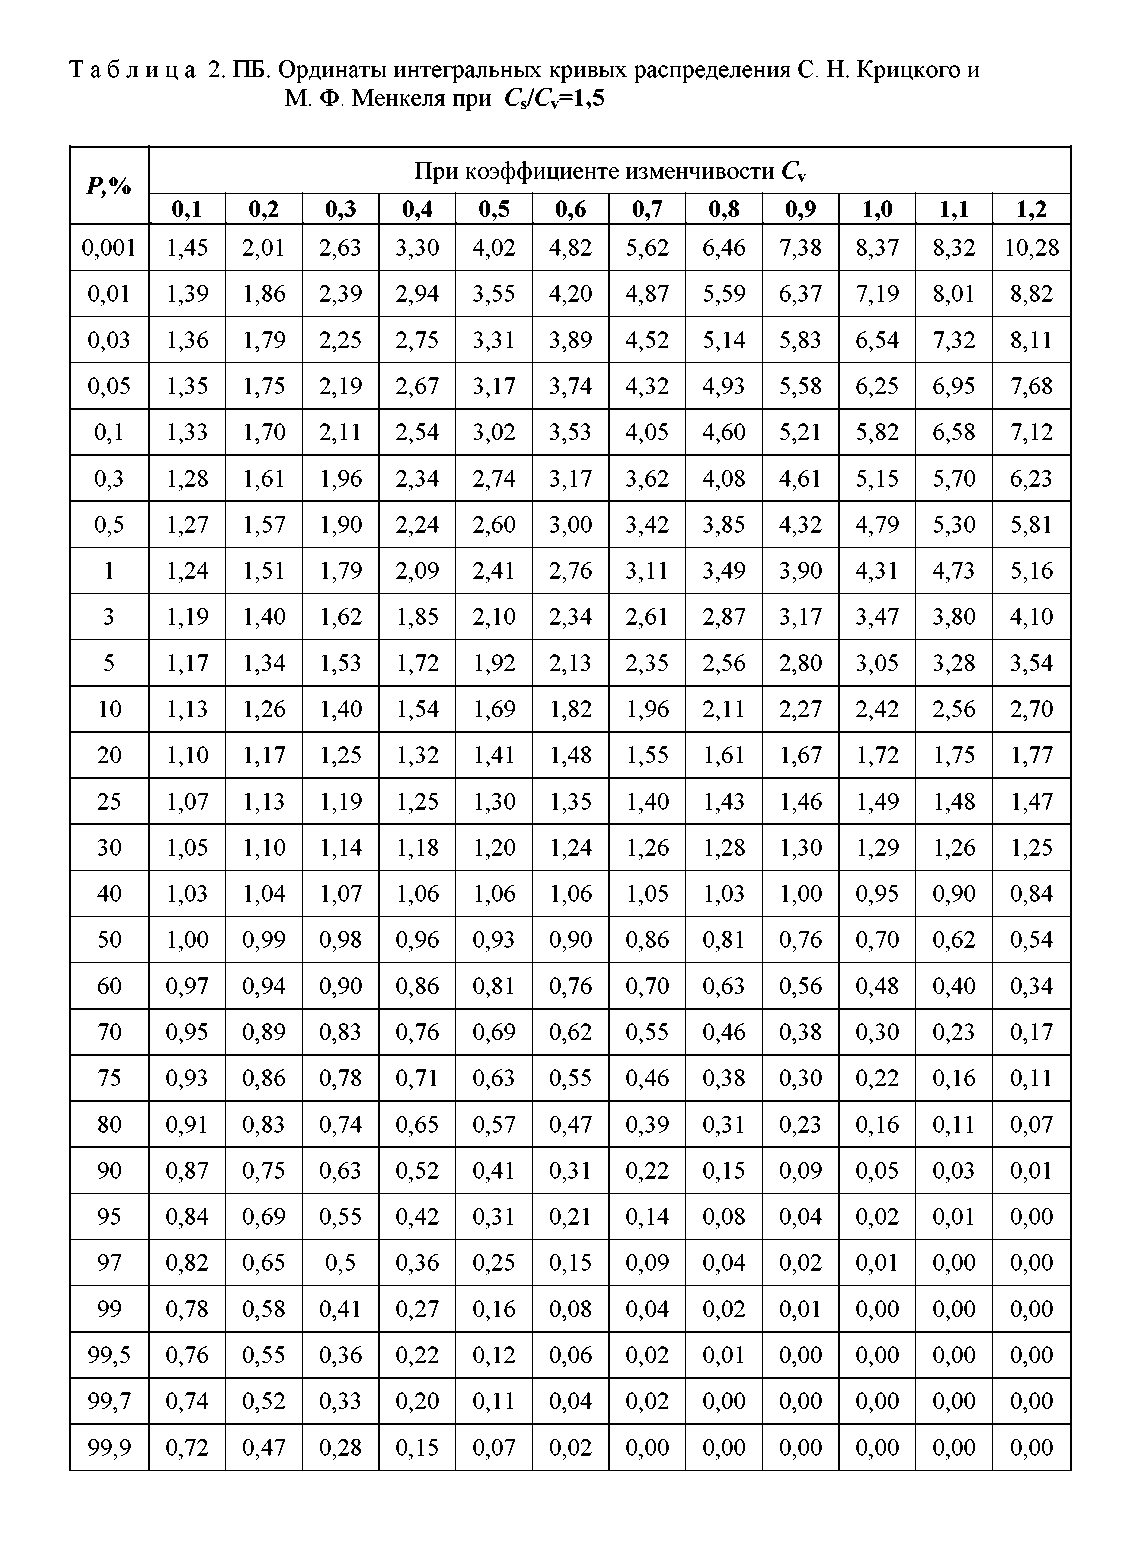 Т а б л и ц а 2. ПБ. Ординаты интегральных кривых распределения С. Н. Крицкого и
М. Ф. Менкеля при Cs/Cv=1,5
P,% При коэффициенте изменчивости Cv
0,1 0,2 0,3 0,4 0,5 0,6 0,7 0,8 0,9 1,0 1,1 1,2
0,001 1,45 2,01 2,63 3,30 4,02 4,82 5,62 6,46 7,38 8,37 8,32 10,28
0,01 1,39 1,86 2,39 2,94 3,55 4,20 4,87 5,59 6,37 7,19 8,01 8,82
0,03 1,36 1,79 2,25 2,75 3,31 3,89 4,52 5,14 5,83 6,54 7,32 8,11
0,05 1,35 1,75 2,19 2,67 3,17 3,74 4,32 4,93 5,58 6,25 6,95 7,68
0,1 1,33 1,70 2,11 2,54 3,02 3,53 4,05 4,60 5,21 5,82 6,58 7,12
0,3 1,28 1,61 1,96 2,34 2,74 3,17 3,62 4,08 4,61 5,15 5,70 6,23
0,5 1,27 1,57 1,90 2,24 2,60 3,00 3,42 3,85 4,32 4,79 5,30 5,81
1 1,24 1,51 1,79 2,09 2,41 2,76 3,11 3,49 3,90 4,31 4,73 5,16
3 1,19 1,40 1,62 1,85 2,10 2,34 2,61 2,87 3,17 3,47 3,80 4,10
5 1,17 1,34 1,53 1,72 1,92 2,13 2,35 2,56 2,80 3,05 3,28 3,54
10 1,13 1,26 1,40 1,54 1,69 1,82 1,96 2,11 2,27 2,42 2,56 2,70
20 1,10 1,17 1,25 1,32 1,41 1,48 1,55 1,61 1,67 1,72 1,75 1,77
25 1,07 1,13 1,19 1,25 1,30 1,35 1,40 1,43 1,46 1,49 1,48 1,47
30 1,05 1,10 1,14 1,18 1,20 1,24 1,26 1,28 1,30 1,29 1,26 1,25
40 1,03 1,04 1,07 1,06 1,06 1,06 1,05 1,03 1,00 0,95 0,90 0,84
50 1,00 0,99 0,98 0,96 0,93 0,90 0,86 0,81 0,76 0,70 0,62 0,54
60 0,97 0,94 0,90 0,86 0,81 0,76 0,70 0,63 0,56 0,48 0,40 0,34
70 0,95 0,89 0,83 0,76 0,69 0,62 0,55 0,46 0,38 0,30 0,23 0,17
75 0,93 0,86 0,78 0,71 0,63 0,55 0,46 0,38 0,30 0,22 0,16 0,11
80 0,91 0,83 0,74 0,65 0,57 0,47 0,39 0,31 0,23 0,16 0,11 0,07
90 0,87 0,75 0,63 0,52 0,41 0,31 0,22 0,15 0,09 0,05 0,03 0,01
95 0,84 0,69 0,55 0,42 0,31 0,21 0,14 0,08 0,04 0,02 0,01 0,00
97 0,82 0,65 0,5 0,36 0,25 0,15 0,09 0,04 0,02 0,01 0,00 0,00
99 0,78 0,58 0,41 0,27 0,16 0,08 0,04 0,02 0,01 0,00 0,00 0,00
99,5 0,76 0,55 0,36 0,22 0,12 0,06 0,02 0,01 0,00 0,00 0,00 0,00
99,7 0,74 0,52 0,33 0,20 0,11 0,04 0,02 0,00 0,00 0,00 0,00 0,00
99,9 0,72 0,47 0,28 0,15 0,07 0,02 0,00 0,00 0,00 0,00 0,00 0,00